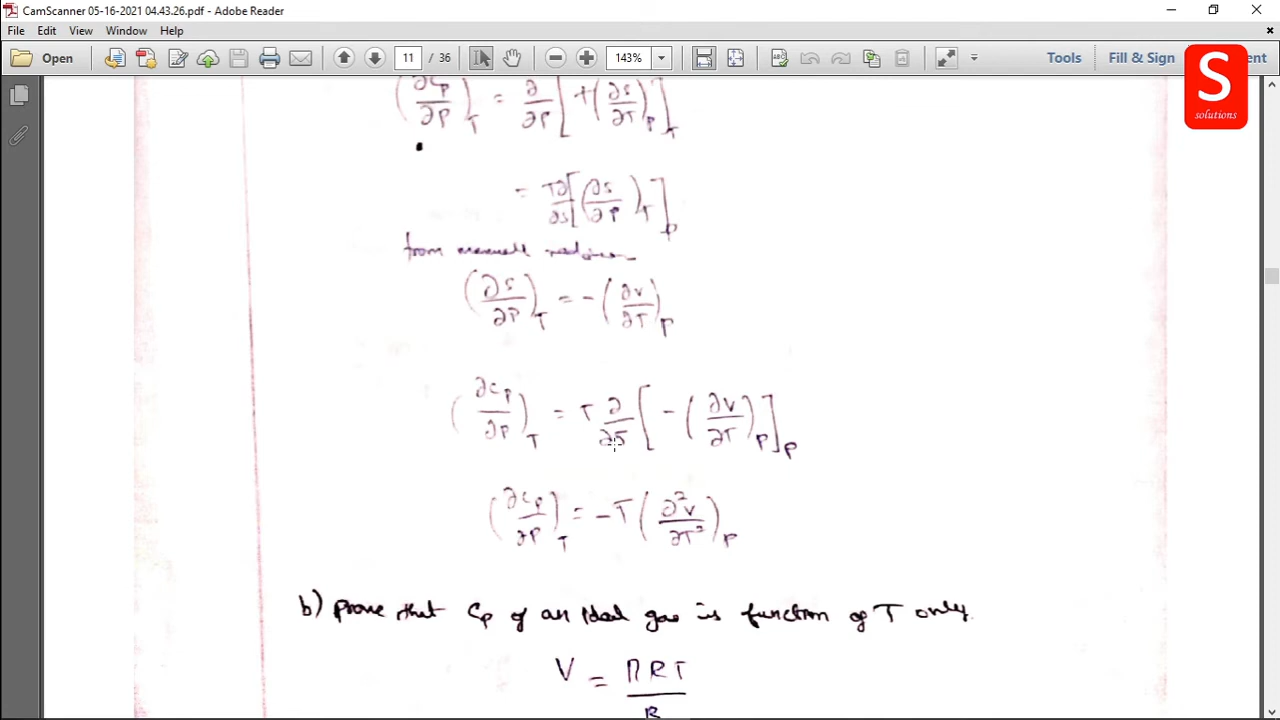 CamScanner 05-16-2021 04.43.26.pdf - Adobe Reader
File Edit View Window Help
Open 11 / 36 143% Tools Fill & Sign ment
S
solutions
(∂Cp/∂P)T = ∂/∂P[+(∂S/∂T)P]T
= T∂/∂S[(∂S/∂P)T]P
from
(∂S/∂P)T = -(∂V/∂T)P
(∂Cp/∂P)T = T ∂/∂T[-(∂V/∂T)P]P
(∂Cp/∂P)T = -T(∂²V/∂T²)P
b) prove that Cp of an Ideal gas is function of T only.
V = nRT